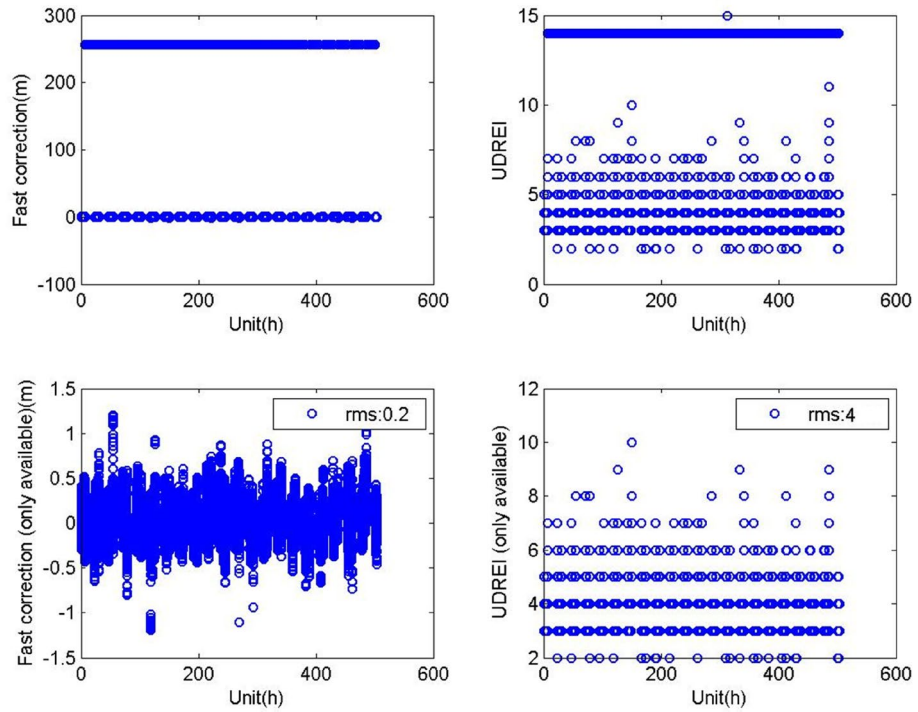 300
200
100
0
-100
Fast correction(m)
0 200 400 600
Unit(h)
15
10
5
0
UDREI
0 200 400 600
Unit(h)
1.5
1
0.5
0
-0.5
-1
-1.5
Fast correction (only available)(m)
rms:0.2
0 200 400 600
Unit(h)
12
10
8
6
4
2
UDREI (only available)
rms:4
0 200 400 600
Unit(h)